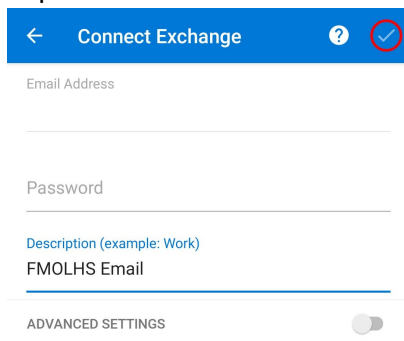 Connect Exchange ?
Email Address
Password
Description (example: Work)
FMOLHS Email
ADVANCED SETTINGS